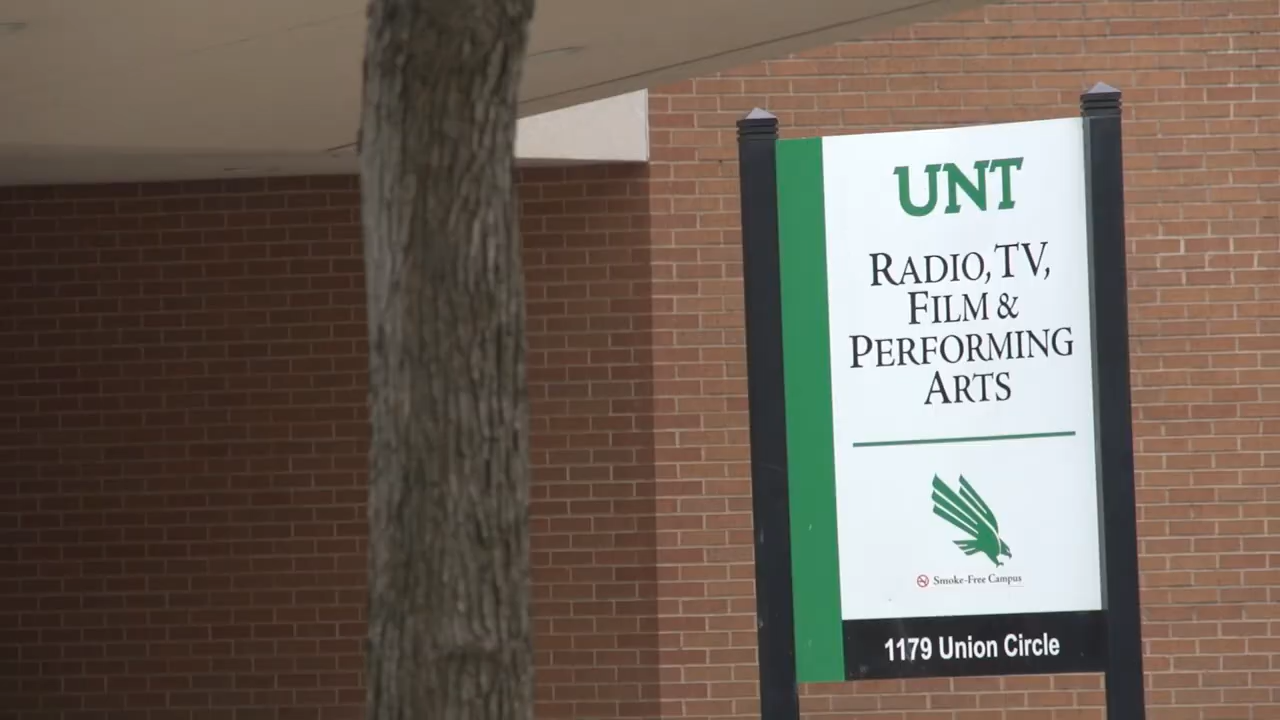 UNT
RADIO, TV,
FILM &
PERFORMING
ARTS
Smoke-Free Campus
1179 Union Circle